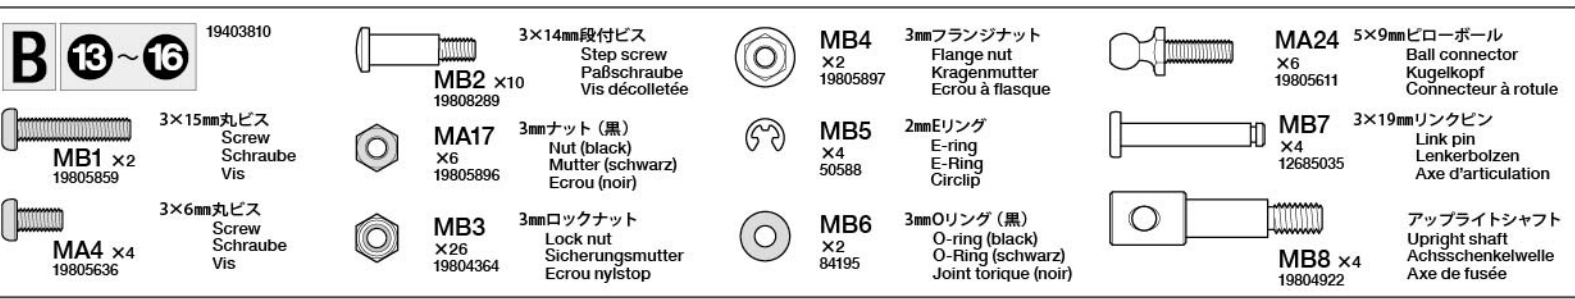 B 13～16 19403810
MB1 ×2
19805859
3×15㎜丸ビス
Screw
Schraube
Vis
MA4 ×4
19805636
3×6㎜丸ビス
Screw
Schraube
Vis
MB2 ×10
19808289
3×14㎜段付ビス
Step screw
Paßschraube
Vis décolletée
MA17
×6
19805896
3㎜ナット（黒）
Nut (black)
Mutter (schwarz)
Ecrou (noir)
MB3
×26
19804364
3㎜ロックナット
Lock nut
Sicherungsmutter
Ecrou nylstop
MB4
×2
19805897
3㎜フランジナット
Flange nut
Kragenmutter
Ecrou à flasque
MB5
×4
50588
2㎜Eリング
E-ring
E-Ring
Circlip
MB6
×2
84195
3㎜Oリング（黒）
O-ring (black)
O-Ring (schwarz)
Joint torique (noir)
MA24
×6
19805611
5×9㎜ピローボール
Ball connector
Kugelkopf
Connecteur à rotule
MB7
×4
12685035
3×19㎜リンクピン
Link pin
Lenkerbolzen
Axe d'articulation
MB8 ×4
19804922
アップライトシャフト
Upright shaft
Achsschenkelwelle
Axe de fusée